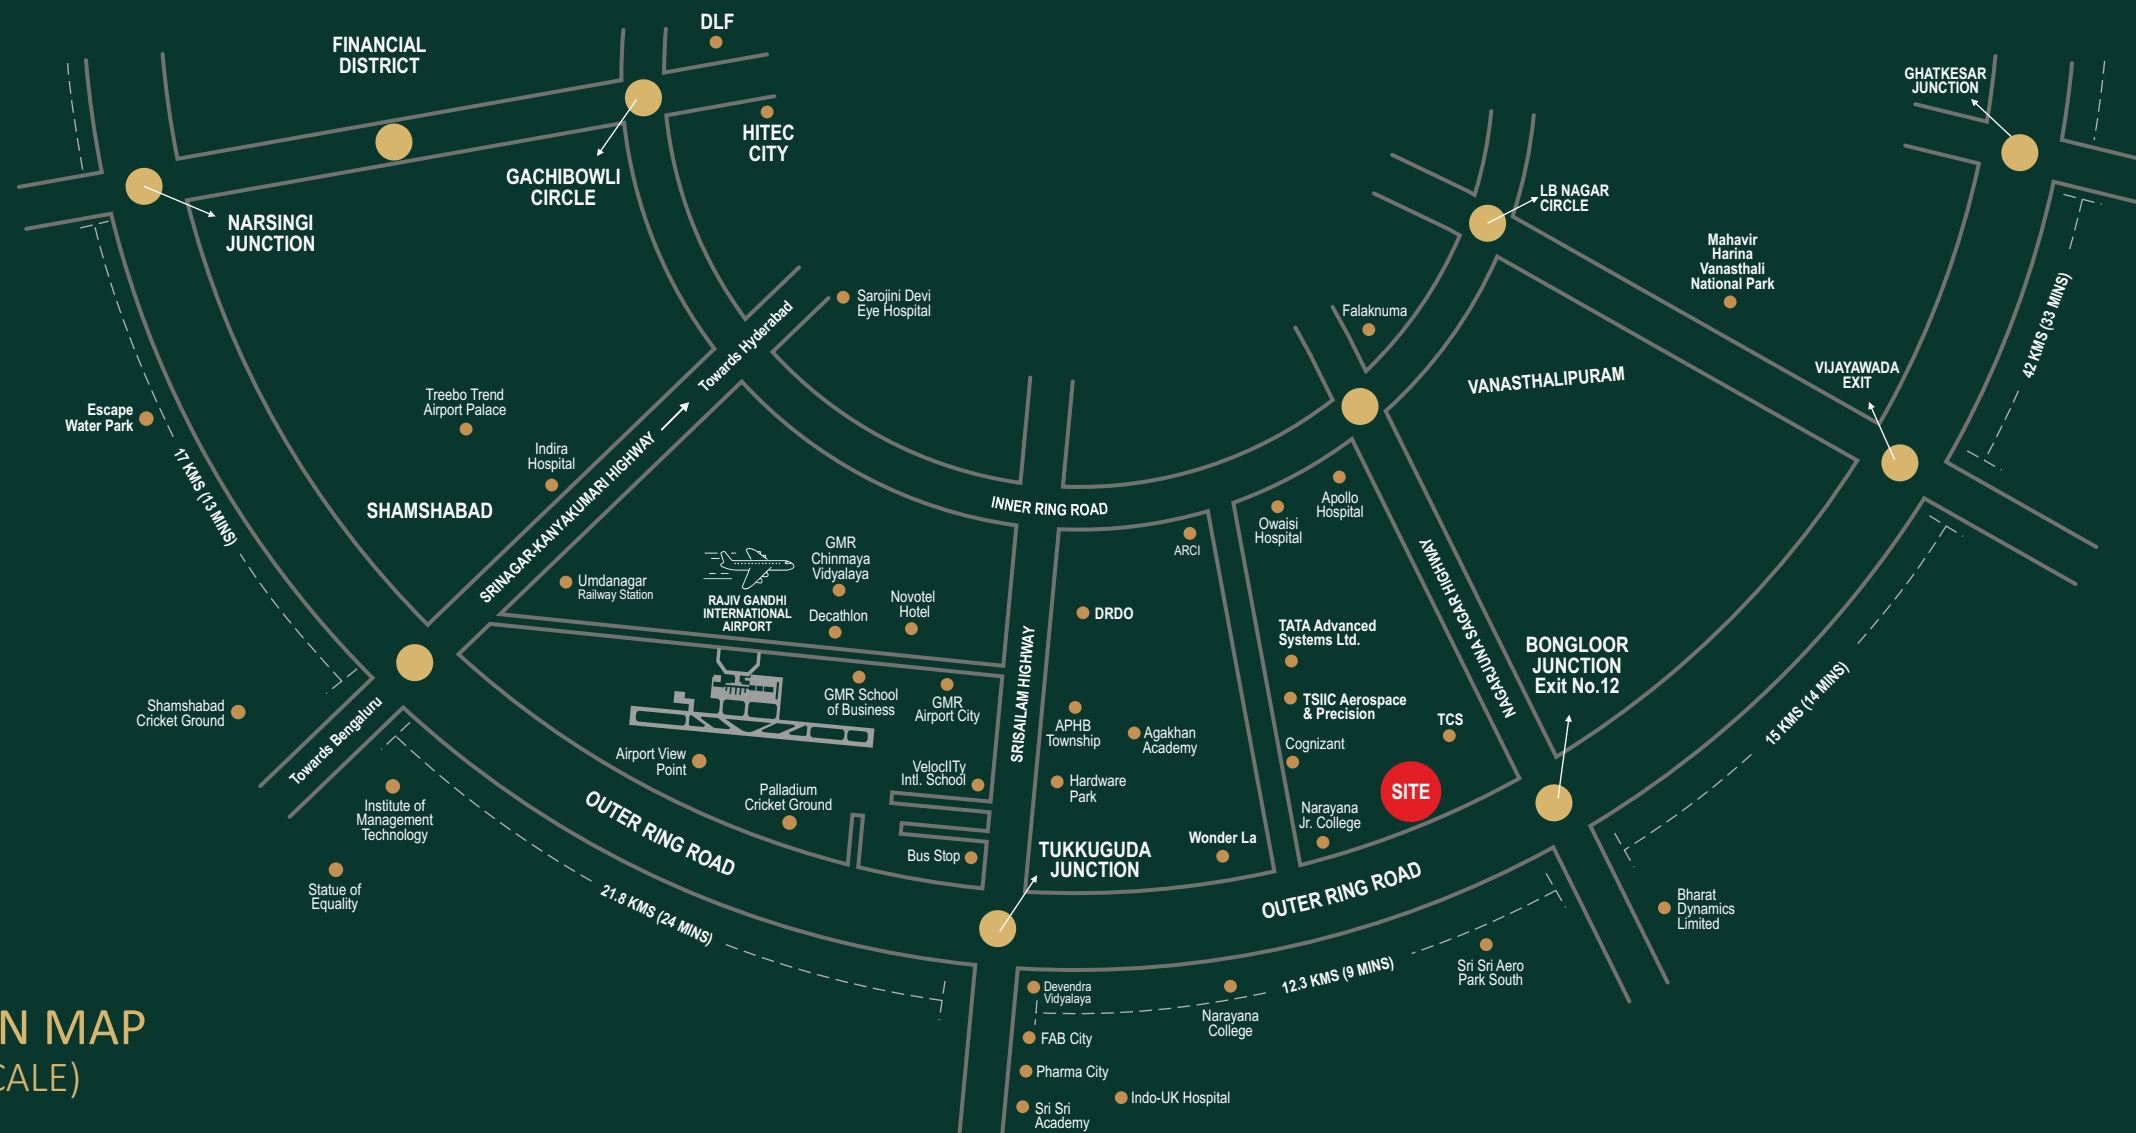 DLF
FINANCIAL
DISTRICT
HITEC
CITY
GACHIBOWLI
CIRCLE
NARSINGI
JUNCTION
GHATKESAR
JUNCTION
LB NAGAR
CIRCLE
Mahavir
Harina
Vanasthali
National Park
42 KMS (33 MINS)
Sarojini Devi
Eye Hospital
Towards Hyderabad
Falaknuma
VANASTHALIPURAM
VIJAYAWADA
EXIT
Escape
Water Park
17 KMS (13 MINS)
Treebo Trend
Airport Palace
Indira
Hospital
SHAMSHABAD
SRINAGAR-KANYAKUMARI HIGHWAY
INNER RING ROAD
Apollo
Hospital
Owaisi
Hospital
ARCI
NAGARJUNA SAGAR HIGHWAY
GMR
Chinmaya
Vidyalaya
Umdanagar
Railway Station
RAJIV GANDHI
INTERNATIONAL
AIRPORT
Decathlon
Novotel
Hotel
DRDO
SRISAILAM HIGHWAY
TATA Advanced
Systems Ltd.
BONGLOOR
JUNCTION
Exit No.12
GMR School
of Business
GMR
Airport City
TSIIC Aerospace
& Precision
TCS
Shamshabad
Cricket Ground
Towards Bengaluru
APHB
Township
Agakhan
Academy
Cognizant
15 KMS (14 MINS)
Airport View
Point
VelocIITy
Intl. School
Hardware
Park
SITE
Palladium
Cricket Ground
Narayana
Jr. College
Institute of
Management
Technology
OUTER RING ROAD
Bus Stop
TUKKUGUDA
JUNCTION
Wonder La
OUTER RING ROAD
Statue of
Equality
21.8 KMS (24 MINS)
Bharat
Dynamics
Limited
12.3 KMS (9 MINS)
Sri Sri Aero
Park South
Devendra
Vidyalaya
Narayana
College
FAB City
Pharma City
Indo-UK Hospital
Sri Sri
Academy
N MAP
CALE)